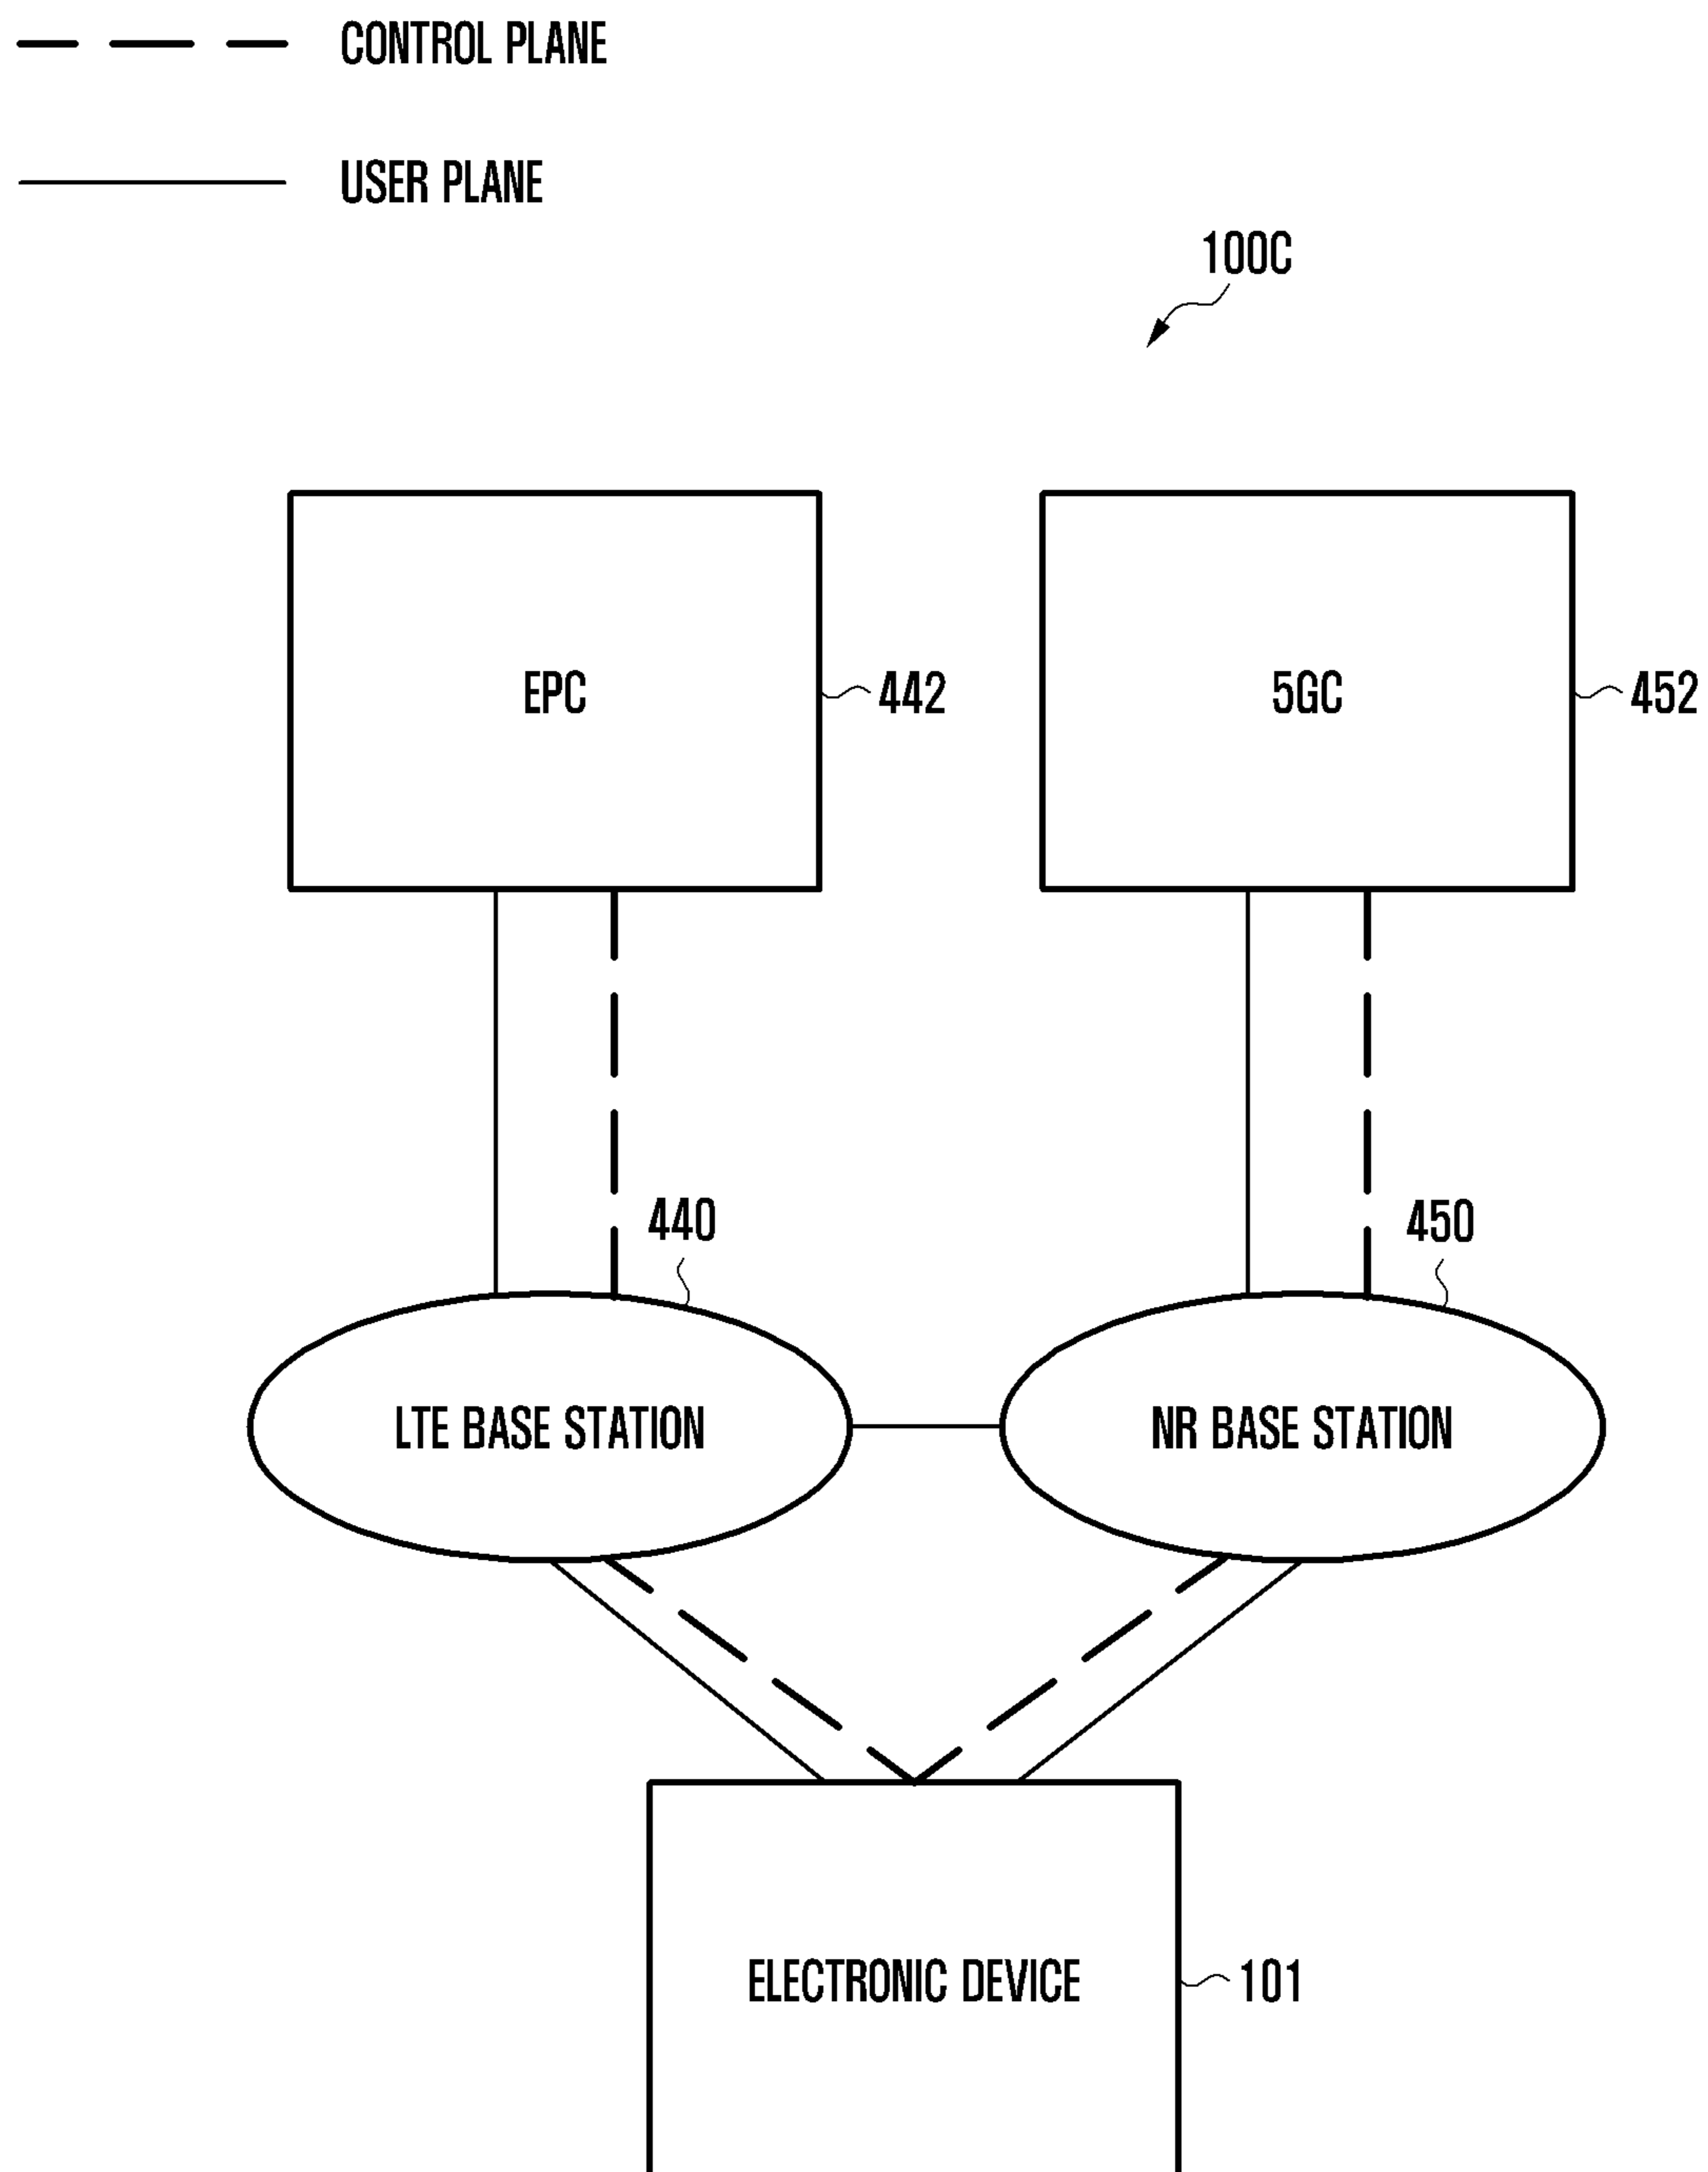 CONTROL PLANE
USER PLANE
100C
EPC
442
5GC
452
440
450
LTE BASE STATION
NR BASE STATION
ELECTRONIC DEVICE
101